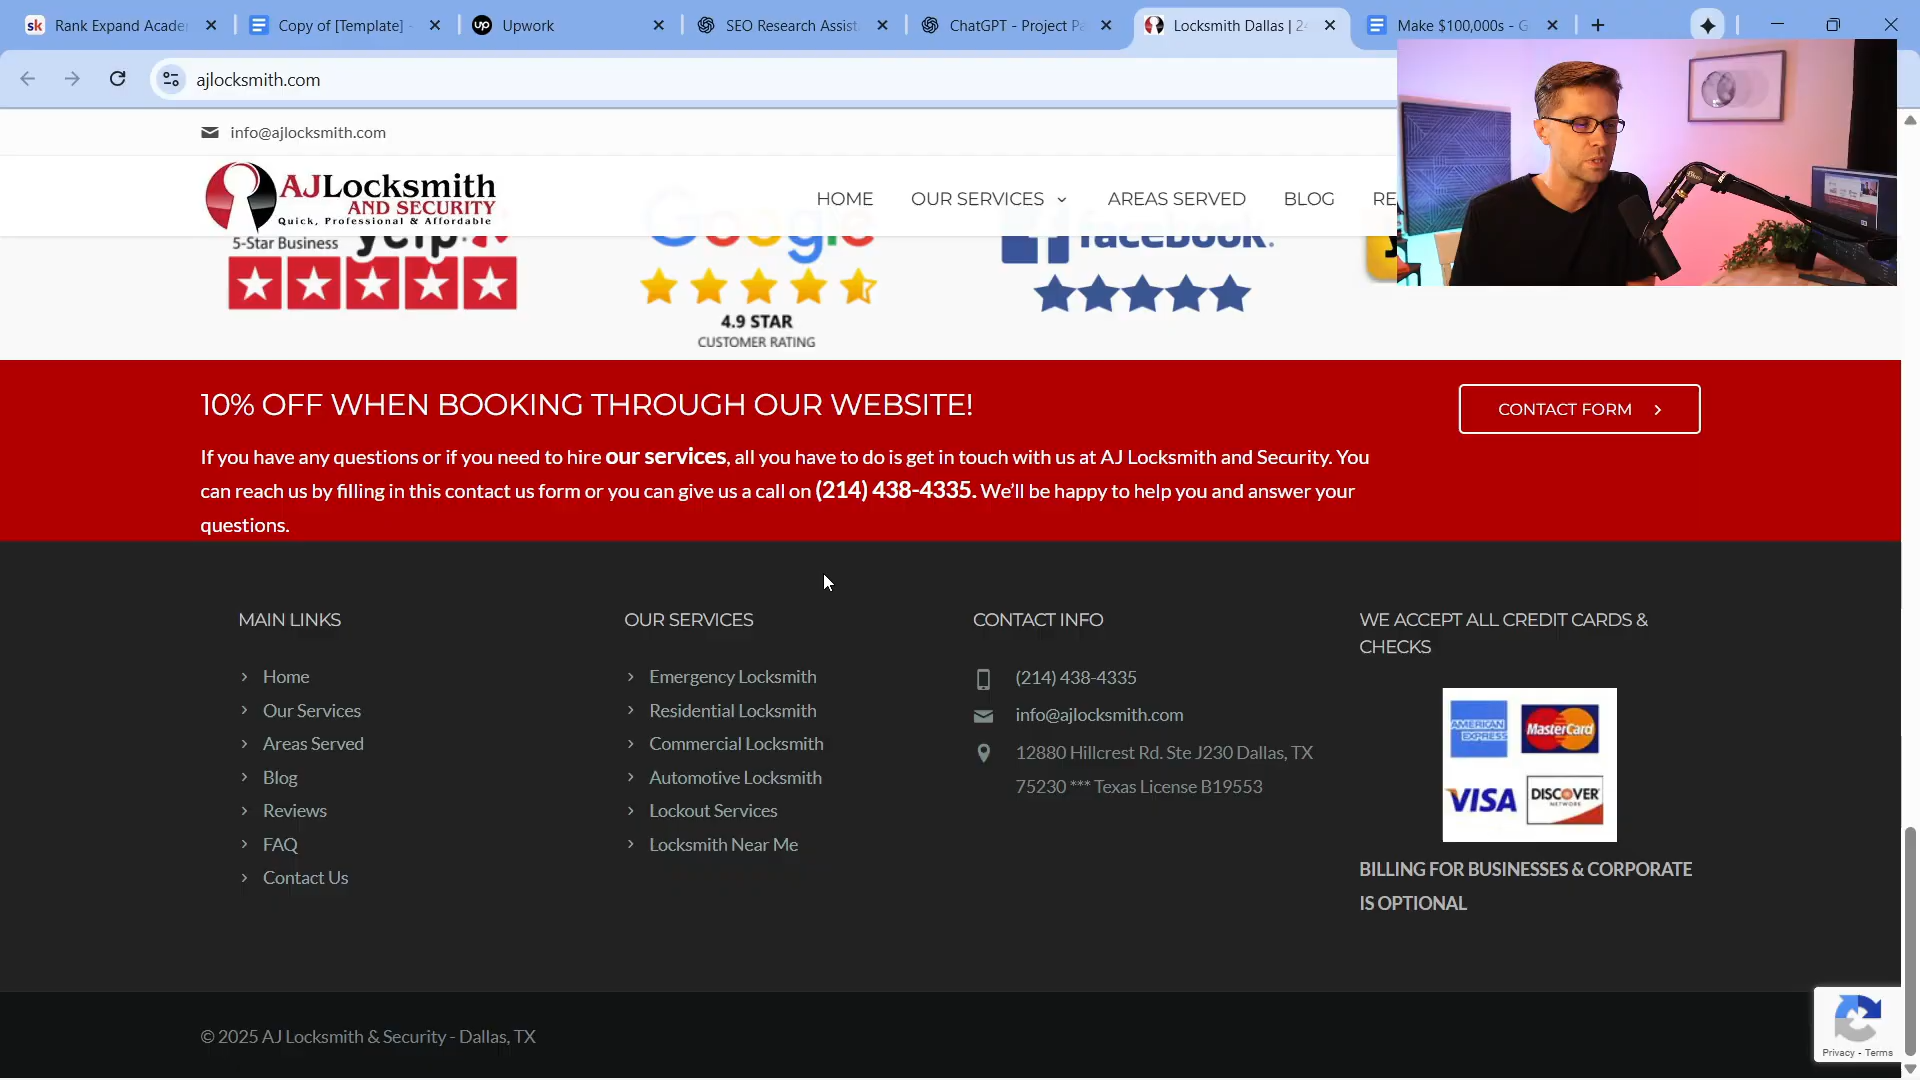 Rank Expand Acade
Copy of [Template] -
Upwork
SEO Research Assist
ChatGPT - Project Pa
Locksmith Dallas | 24
Make $100,000s - G
ajlocksmith.com
info@ajlocksmith.com
AJLocksmith
AND SECURITY
Quick, Professional & Affordable
HOME
OUR SERVICES
AREAS SERVED
BLOG
RE
5-Star Business
yelp
Google
facebook.
4.9 STAR
CUSTOMER RATING
10% OFF WHEN BOOKING THROUGH OUR WEBSITE!
CONTACT FORM
If you have any questions or if you need to hire our services, all you have to do is get in touch with us at AJ Locksmith and Security. You
can reach us by filling in this contact us form or you can give us a call on (214) 438-4335. We'll be happy to help you and answer your
questions.
MAIN LINKS
Home
Our Services
Areas Served
Blog
Reviews
FAQ
Contact Us
OUR SERVICES
Emergency Locksmith
Residential Locksmith
Commercial Locksmith
Automotive Locksmith
Lockout Services
Locksmith Near Me
CONTACT INFO
(214) 438-4335
info@ajlocksmith.com
12880 Hillcrest Rd. Ste J230 Dallas, TX
75230 *** Texas License B19553
WE ACCEPT ALL CREDIT CARDS &
CHECKS
AMERICAN
EXPRESS
MasterCard
VISA
DISCOVER
NETWORK
BILLING FOR BUSINESSES & CORPORATE
IS OPTIONAL
© 2025 AJ Locksmith & Security - Dallas, TX
Privacy - Terms